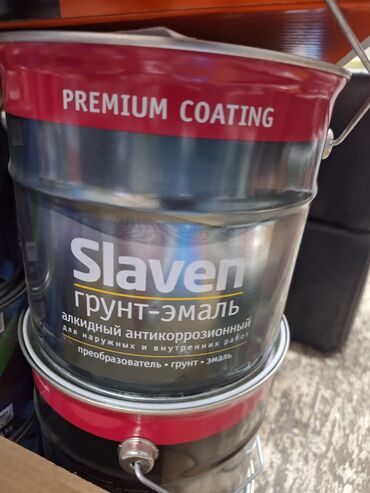 PREMIUM COATING
Slaven
грунт-эмаль
алкидный антикоррозионный
для наружных и внутренних работ
преобразователь • грунт • эмаль